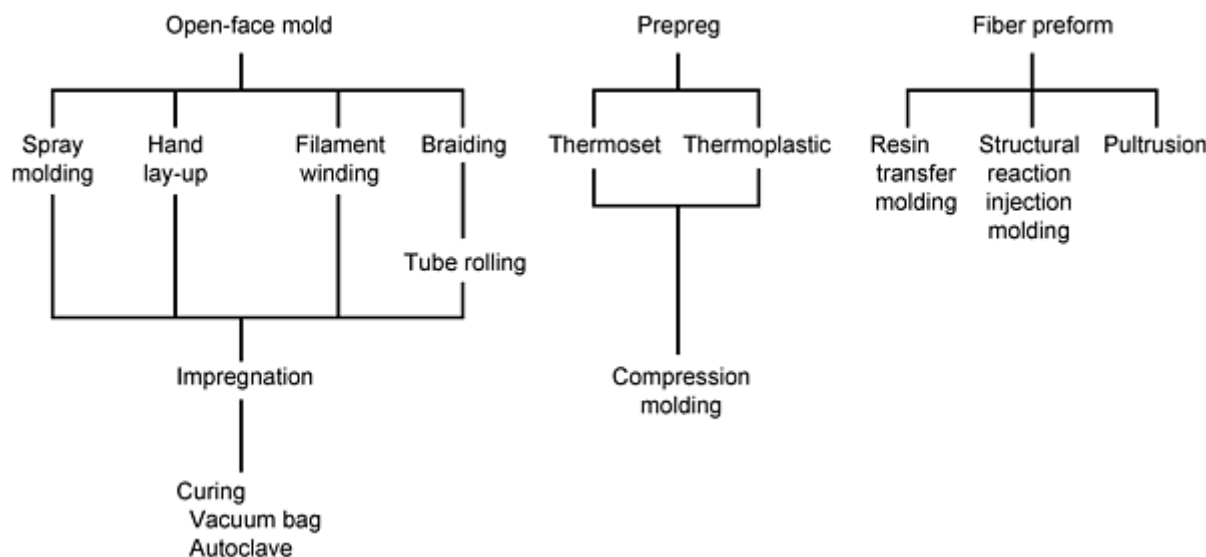 Open-face mold
Prepreg
Fiber preform
Spray
molding
Hand
lay-up
Filament
winding
Braiding
Thermoset
Thermoplastic
Resin
transfer
molding
Structural
reaction
injection
molding
Pultrusion
Tube rolling
Impregnation
Compression
molding
Curing
Vacuum bag
Autoclave